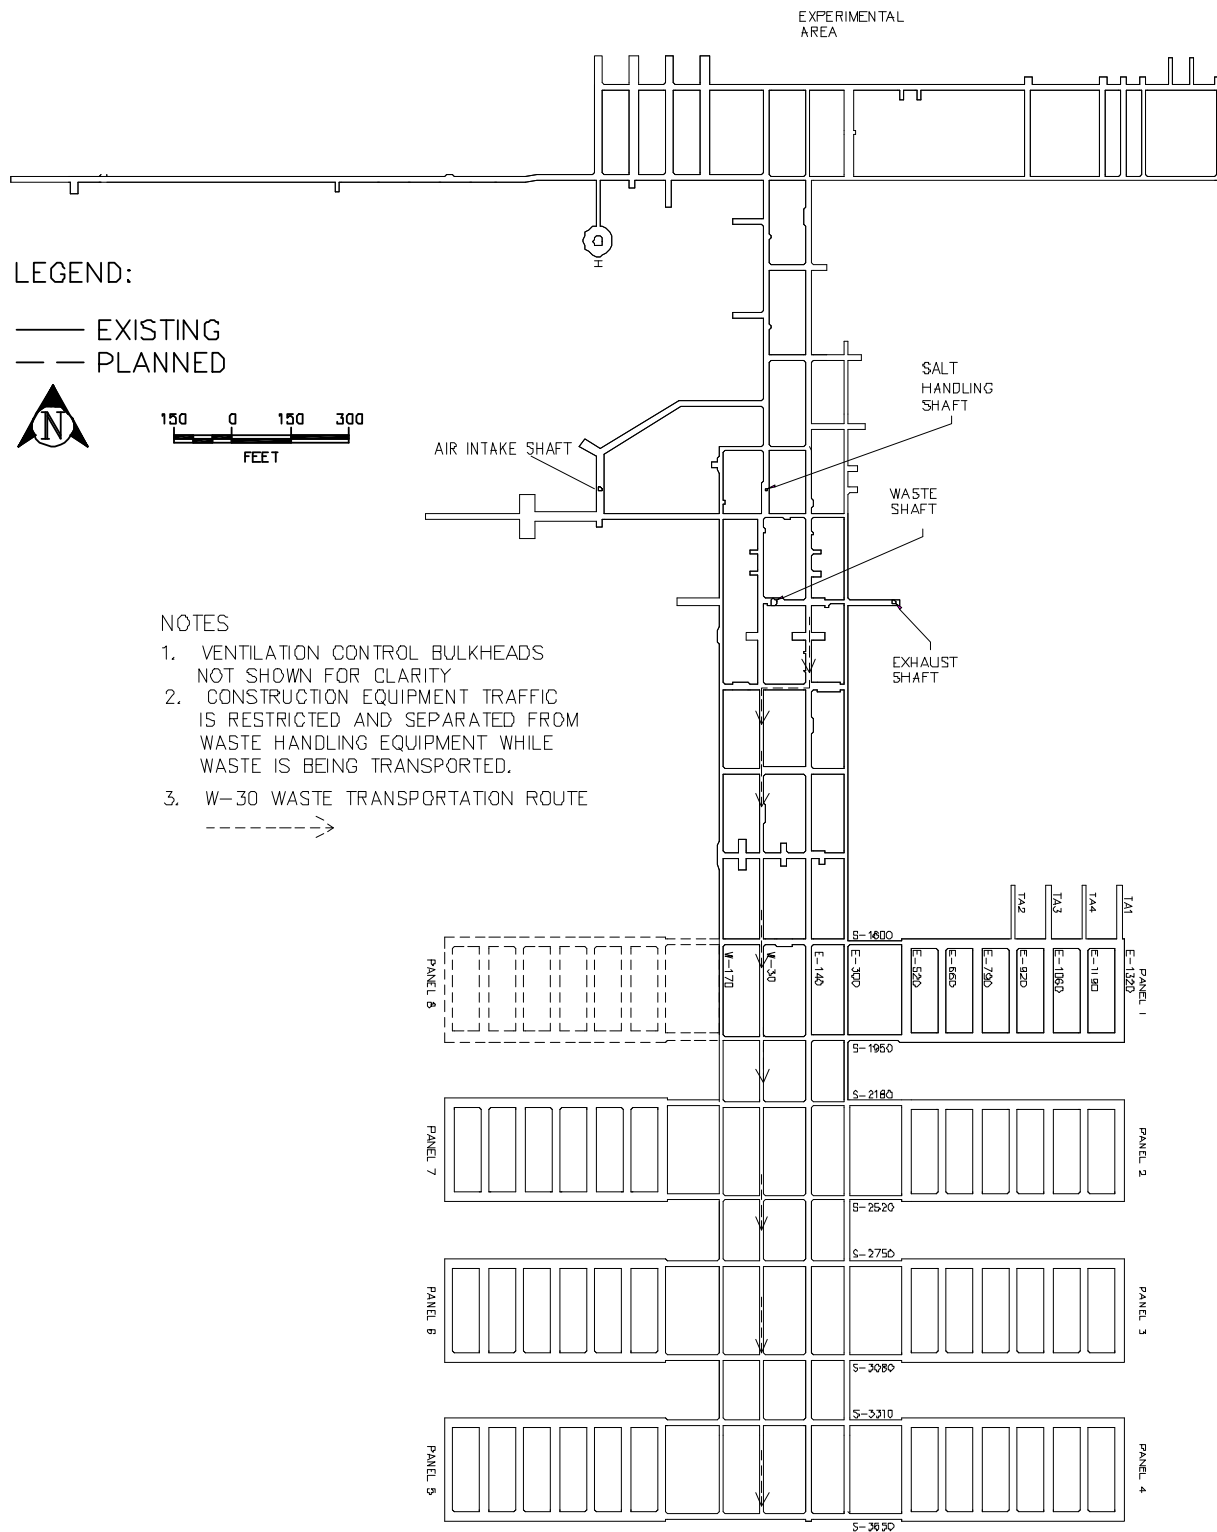 EXPERIMENTAL
AREA
LEGEND:
EXISTING
PLANNED
N
150 0 150 300
FEET
SALT
HANDLING
SHAFT
AIR INTAKE SHAFT
WASTE
SHAFT
EXHAUST
SHAFT
NOTES
1. VENTILATION CONTROL BULKHEADS
NOT SHOWN FOR CLARITY
2. CONSTRUCTION EQUIPMENT TRAFFIC
IS RESTRICTED AND SEPARATED FROM
WASTE HANDLING EQUIPMENT WHILE
WASTE IS BEING TRANSPORTED.
3. W-30 WASTE TRANSPORTATION ROUTE
TA2
TA3
TA4
TA1
S-1600
PANEL 8
W-170
W-30
E-140
E-300
E-520
E-660
E-790
E-920
E-1060
E-1190
E-1320
PANEL 1
S-1950
S-2180
PANEL 7
PANEL 2
S-2520
S-2750
PANEL 6
PANEL 3
S-3080
S-3310
PANEL 5
PANEL 4
S-3650